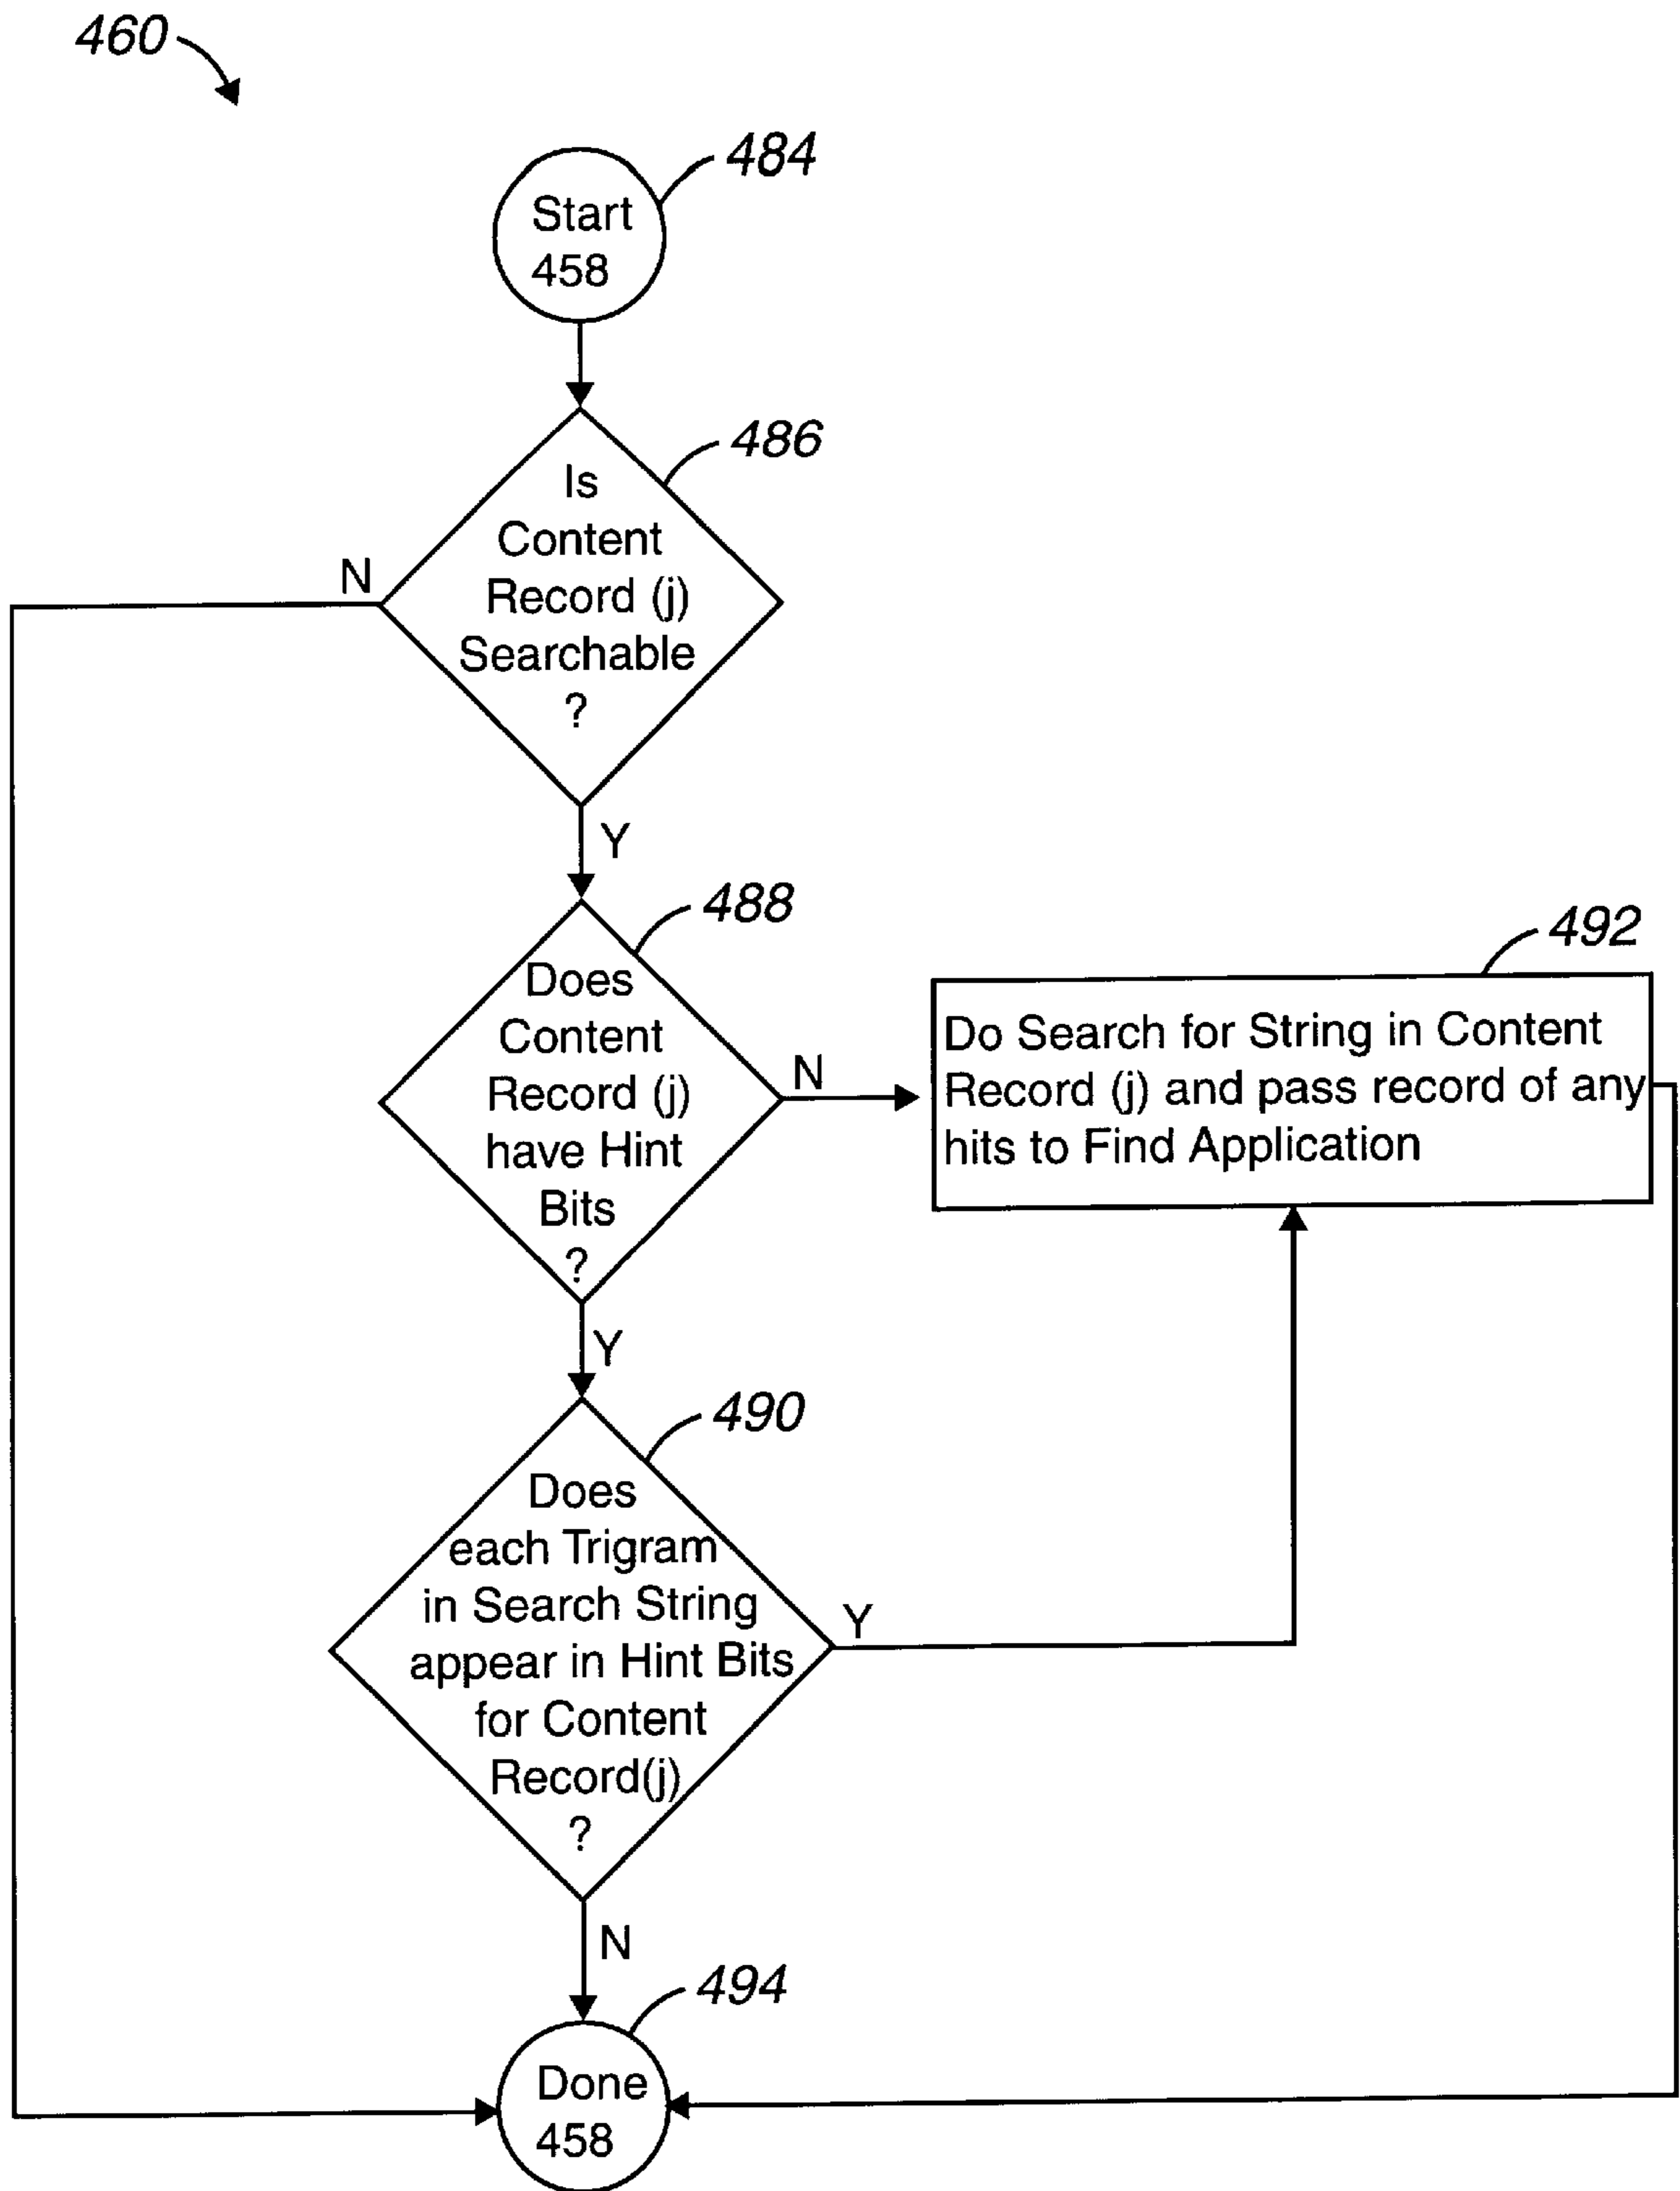 460
484
Start
458
486
Is
Content
Record (j)
Searchable
?
N
Y
488
Does
Content
Record (j)
have Hint
Bits
?
N
492
Do Search for String in Content
Record (j) and pass record of any
hits to Find Application
Y
490
Does
each Trigram
in Search String
appear in Hint Bits
for Content
Record(j)
?
Y
N
494
Done
458